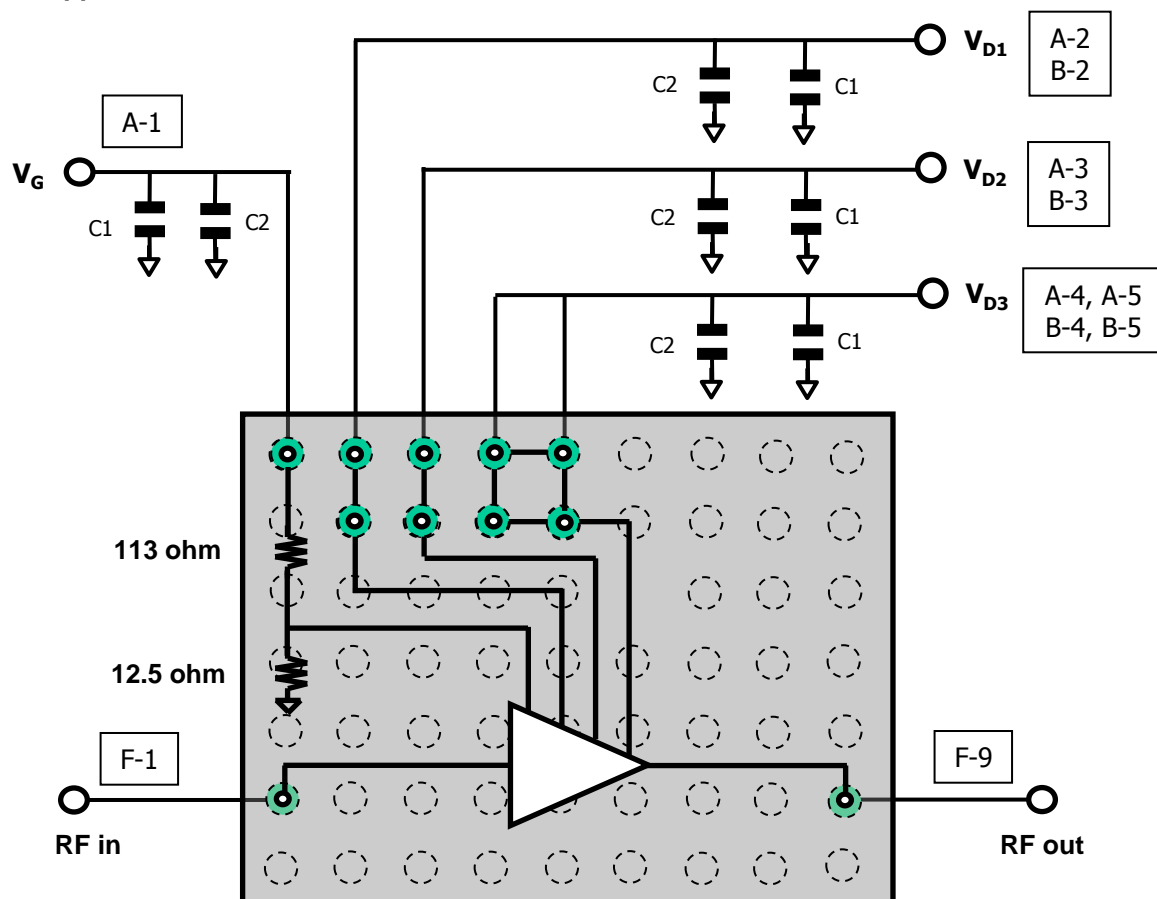 V_D1
A-2
B-2
C2
C1
A-1
V_G
C1
C2
V_D2
A-3
B-3
C2
C1
V_D3
A-4, A-5
B-4, B-5
C2
C1
113 ohm
12.5 ohm
F-1
F-9
RF in
RF out